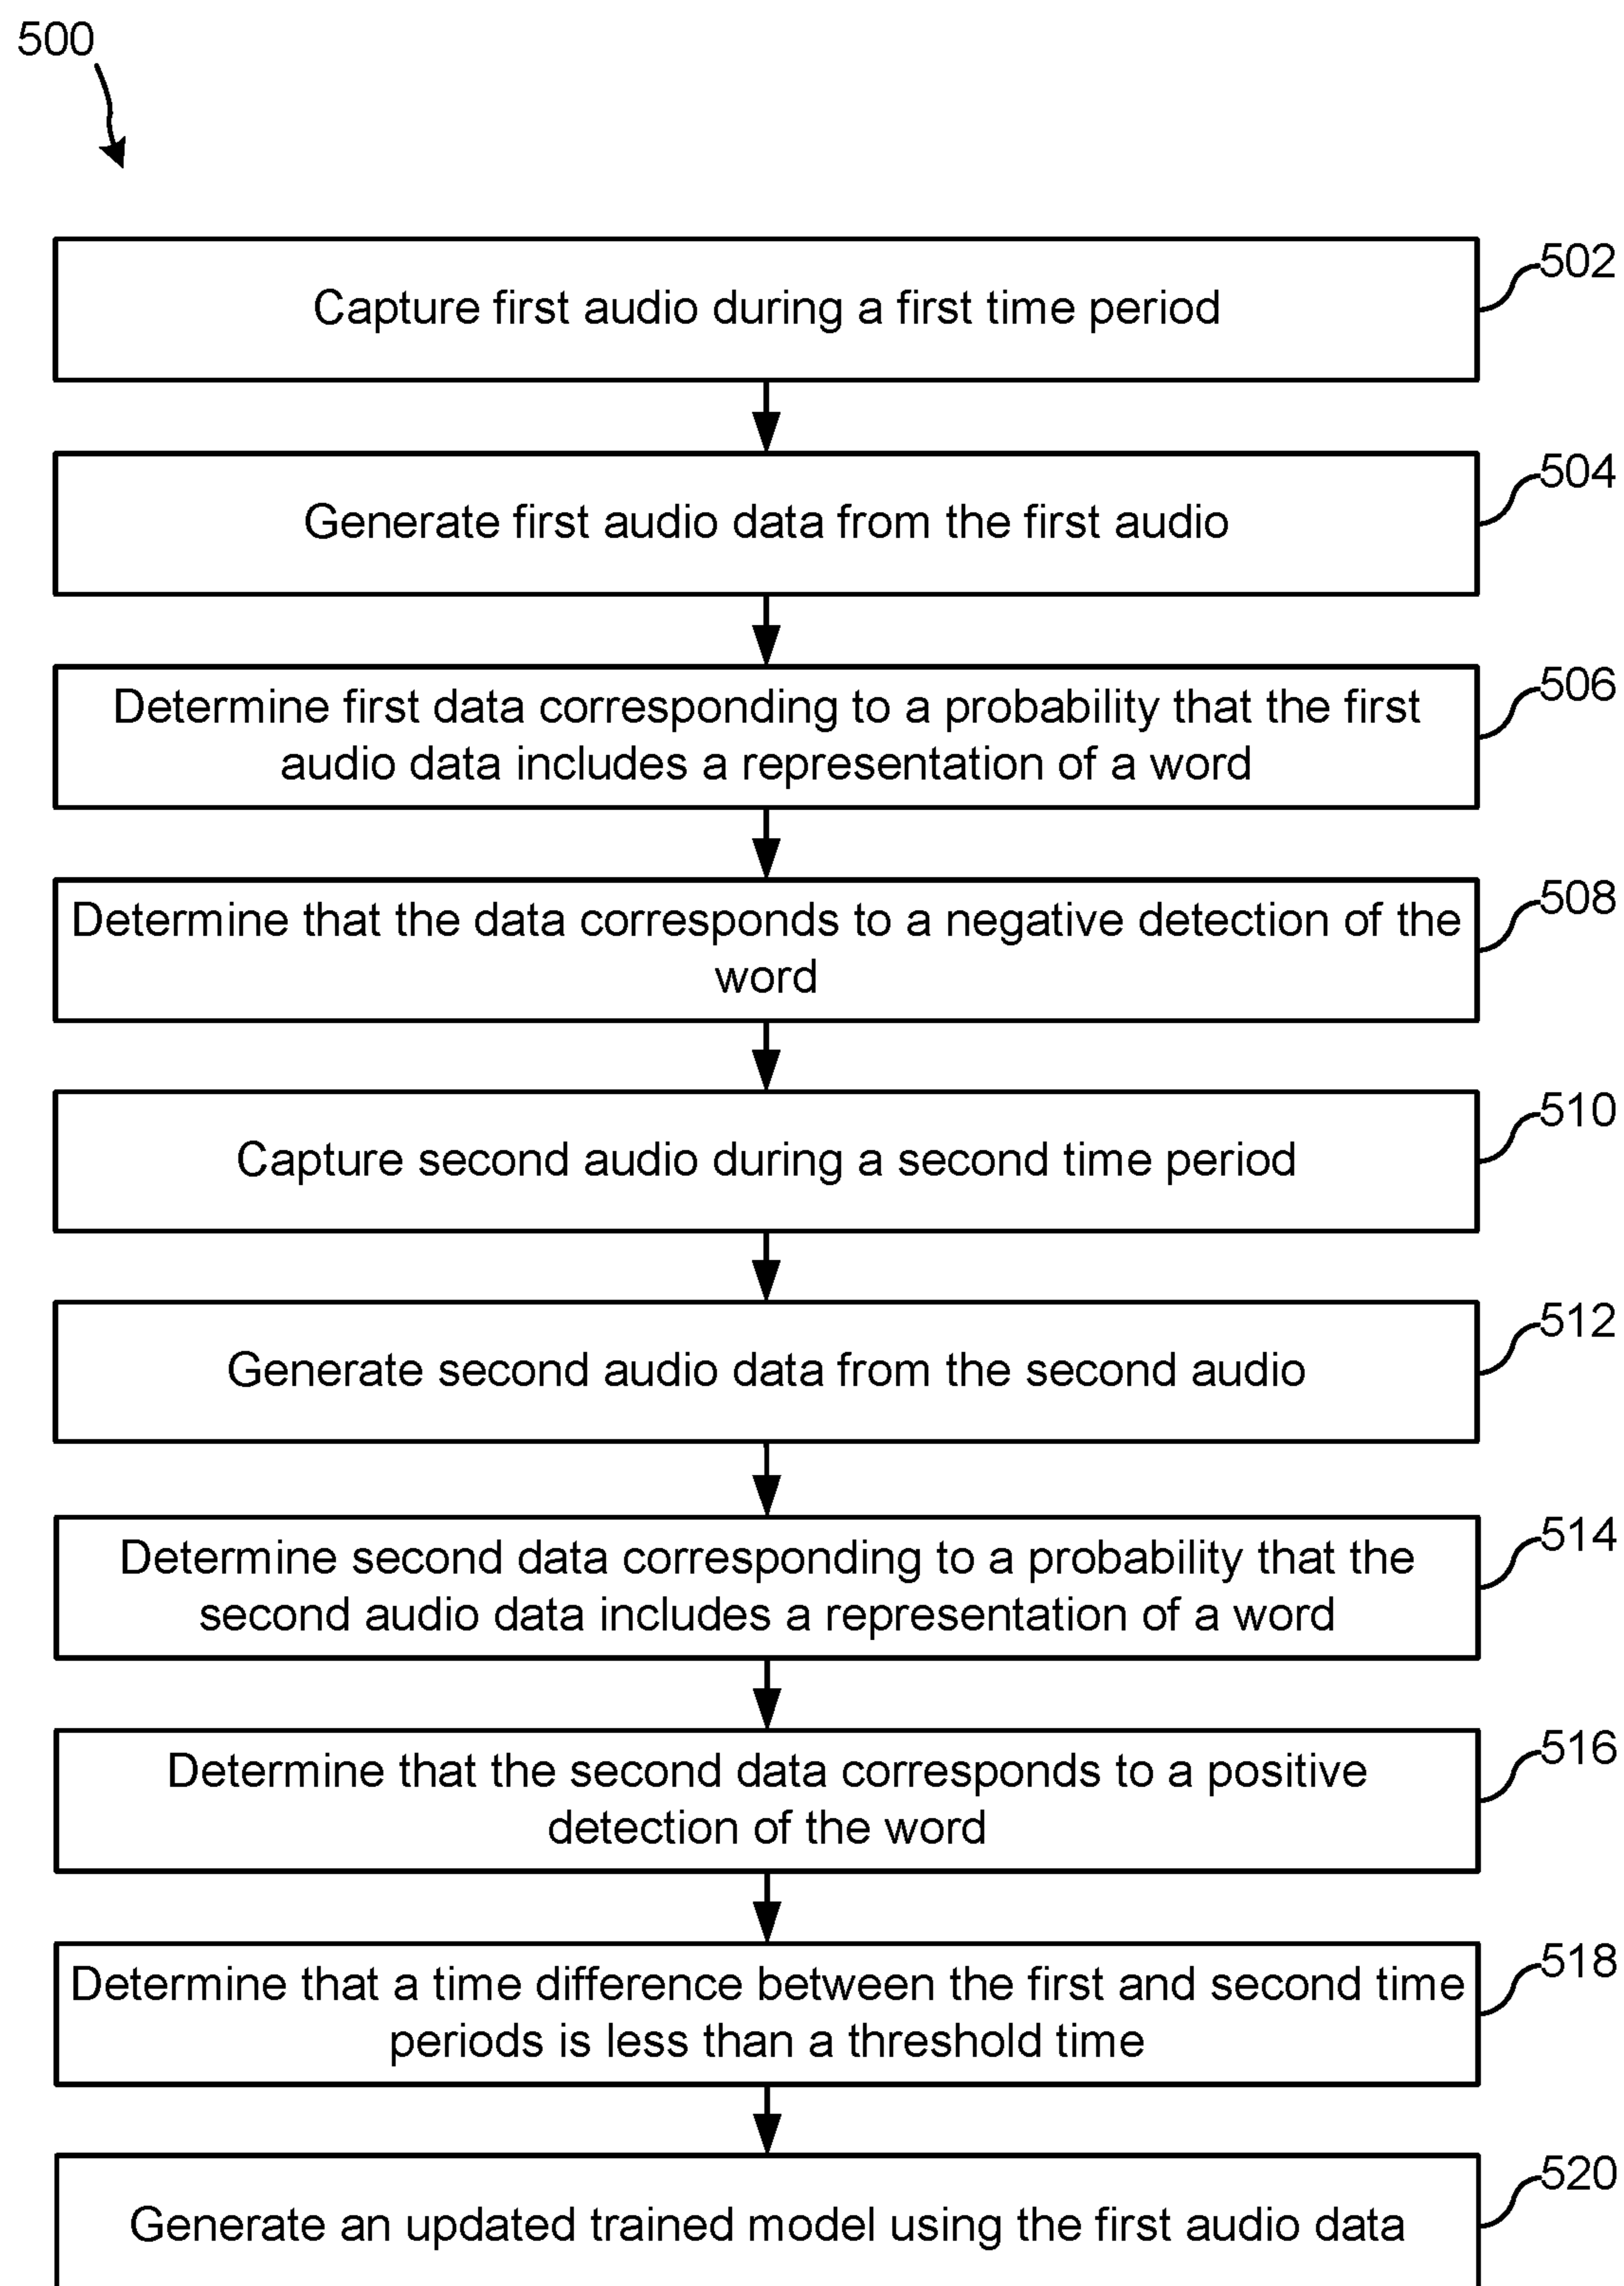 500
Capture first audio during a first time period
502
Generate first audio data from the first audio
504
Determine first data corresponding to a probability that the first
audio data includes a representation of a word
506
Determine that the data corresponds to a negative detection of the
word
508
Capture second audio during a second time period
510
Generate second audio data from the second audio
512
Determine second data corresponding to a probability that the
second audio data includes a representation of a word
514
Determine that the second data corresponds to a positive
detection of the word
516
Determine that a time difference between the first and second time
periods is less than a threshold time
518
Generate an updated trained model using the first audio data
520